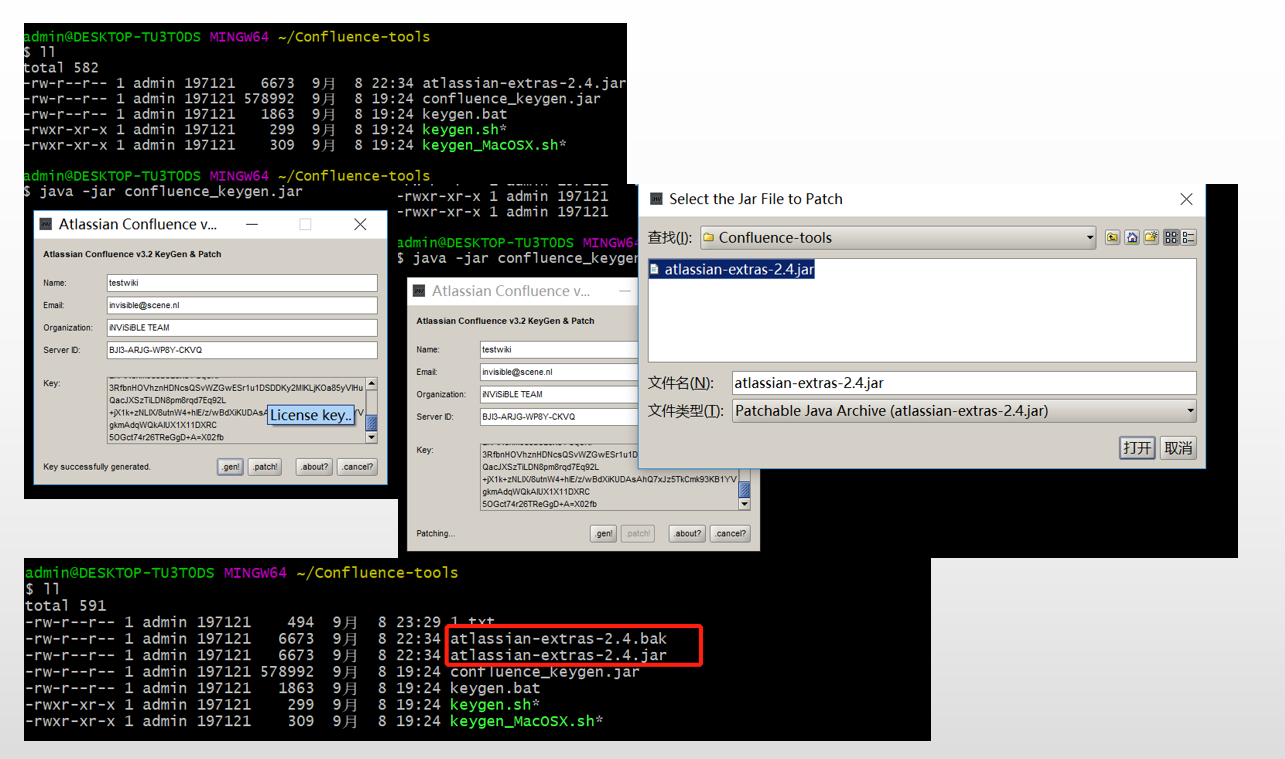 admin@DESKTOP-TU3TODS MINGW64 ~/Confluence-tools
$ ll
total 582
-rw-r--r-- 1 admin 197121 6673 9月 8 22:34 atlassian-extras-2.4.jar
-rw-r--r-- 1 admin 197121 578992 9月 8 19:24 confluence_keygen.jar
-rw-r--r-- 1 admin 197121 1863 9月 8 19:24 keygen.bat
-rwxr-xr-x 1 admin 197121 299 9月 8 19:24 keygen.sh*
-rwxr-xr-x 1 admin 197121 309 9月 8 19:24 keygen_MacOSX.sh*
admin@DESKTOP-TU3TODS MINGW64 ~/Confluence-tools
$ java -jar confluence_keygen.jar
Atlassian Confluence v...
Atlassian Confluence v3.2 KeyGen & Patch
Name: testwiki
Email: invisible@scene.nl
Organization: iNViSiBLE TEAM
Server ID: BJI3-ARJG-WP8Y-CKVQ
Key:
3RfbnHOVhznHDNcsQSvWZGwESr1u1DSDDKy2MlKLjKOa85yVlHu
QacJXSzTiLDN8pm8rqd7Eq92L
+jX1k+zNLIX/8utnW4+hlE/z/wBdXiKUDAsA
License key..
gkmAdqWQkAlUX1X11DXRC
5OGct74r26TReGgD+A=X02fb
Key successfully generated.
.gen! .patch! .about? .cancel?
-rwxr-xr-x 1 admin 197121
-rwxr-xr-x 1 admin 197121
admin@DESKTOP-TU3TODS MINGW64
$ java -jar confluence_keygen
Atlassian Confluence v...
Atlassian Confluence v3.2 KeyGen & Patch
Name: testwiki
Email: invisible@scene.nl
Organization: iNViSiBLE TEAM
Server ID: BJI3-ARJG-WP8Y-CKVQ
Key:
3RfbnHOVhznHDNcsQSvWZGwESr1u1D
QacJXSzTiLDN8pm8rqd7Eq92L
+jX1k+zNLIX/8utnW4+hlE/z/wBdXiKUDAsAhQ7xJz5TkCmk93KB1YV
gkmAdqWQkAlUX1X11DXRC
5OGct74r26TReGgD+A=X02fb
Patching...
.gen! .patch! .about? .cancel?
Select the Jar File to Patch
查找(I): Confluence-tools
atlassian-extras-2.4.jar
文件名(N): atlassian-extras-2.4.jar
文件类型(T): Patchable Java Archive (atlassian-extras-2.4.jar)
打开 取消
admin@DESKTOP-TU3TODS MINGW64 ~/Confluence-tools
$ ll
total 591
-rw-r--r-- 1 admin 197121 494 9月 8 23:29 1.txt
-rw-r--r-- 1 admin 197121 6673 9月 8 22:34 atlassian-extras-2.4.bak
-rw-r--r-- 1 admin 197121 6673 9月 8 22:34 atlassian-extras-2.4.jar
-rw-r--r-- 1 admin 197121 578992 9月 8 19:24 confluence_keygen.jar
-rw-r--r-- 1 admin 197121 1863 9月 8 19:24 keygen.bat
-rwxr-xr-x 1 admin 197121 299 9月 8 19:24 keygen.sh*
-rwxr-xr-x 1 admin 197121 309 9月 8 19:24 keygen_MacOSX.sh*